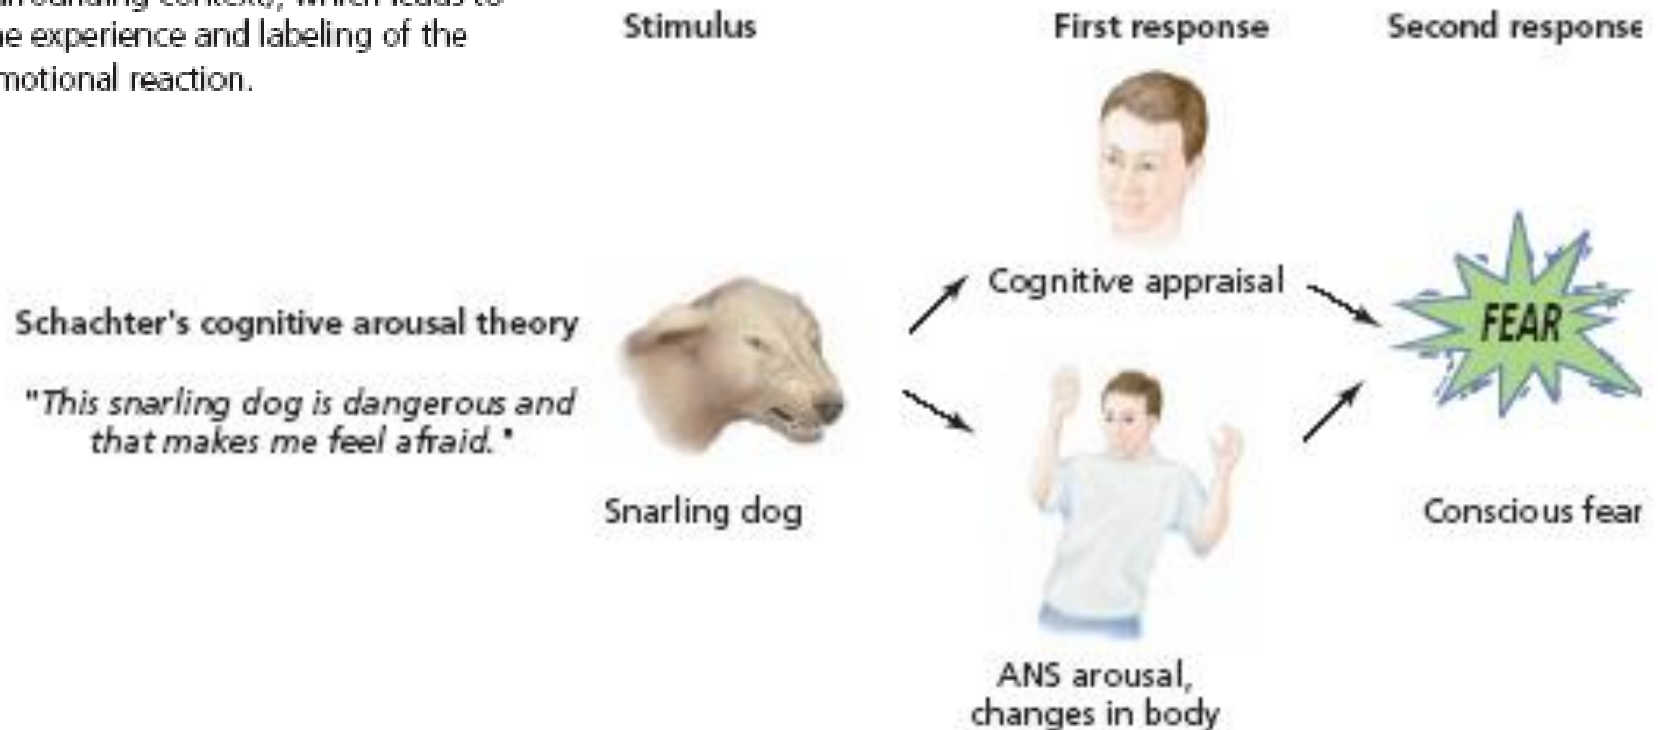 he experience and labeling of the
motional reaction.
Stimulus
First response
Second response
Cognitive appraisal
FEAR
Schachter's cognitive arousal theory
"This snarling dog is dangerous and
that makes me feel afraid."
Snarling dog
Conscious fear
ANS arousal,
changes in body